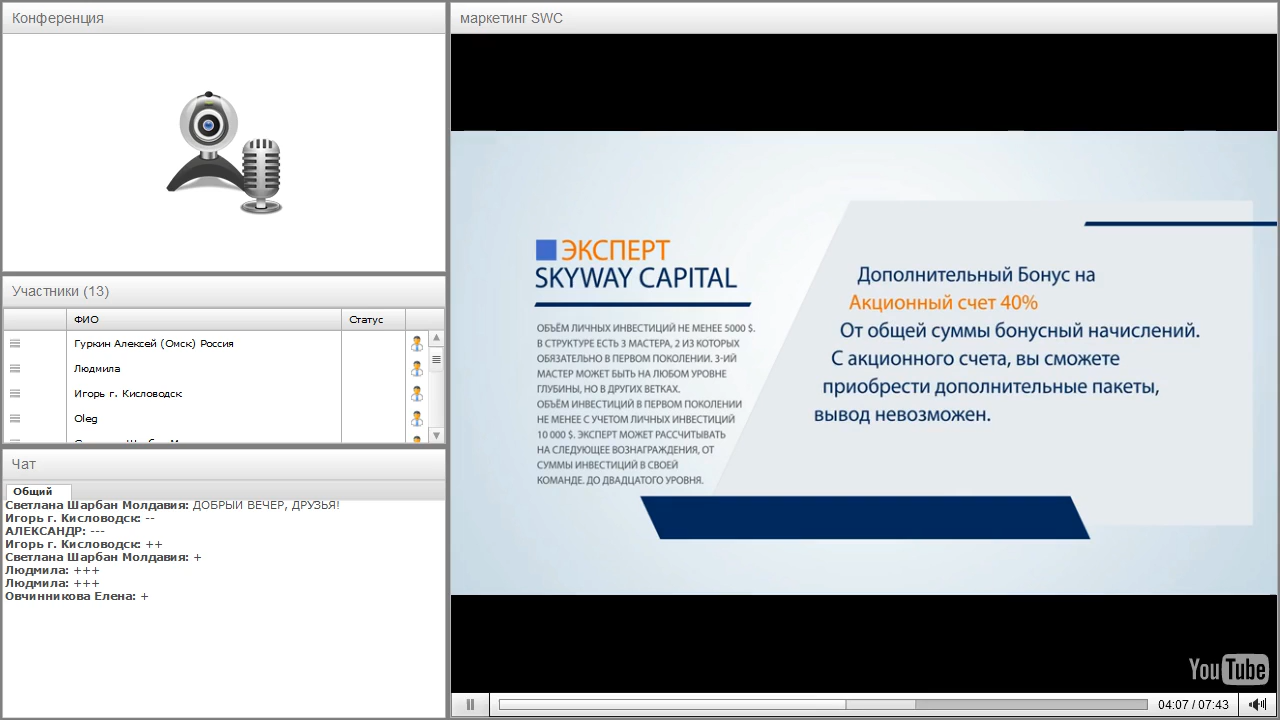 Конференция
Участники (13)
ФИО Статус
Гуркин Алексей (Омск) Россия
Людмила
Игорь г. Кисловодск
Oleg
Чат
Общий
Светлана Шарбан Молдавия: ДОБРЫЙ ВЕЧЕР, ДРУЗЬЯ!
Игорь г. Кисловодск: --
АЛЕКСАНДР: ---
Игорь г. Кисловодск: ++
Светлана Шарбан Молдавия: +
Людмила: +++
Людмила: +++
Овчинникова Елена: +
маркетинг SWC
ЭКСПЕРТ
SKYWAY CAPITAL
ОБЪЁМ ЛИЧНЫХ ИНВЕСТИЦИЙ НЕ МЕНЕЕ 5000 $.
В СТРУКТУРЕ ЕСТЬ 3 МАСТЕРА, 2 ИЗ КОТОРЫХ
ОБЯЗАТЕЛЬНО В ПЕРВОМ ПОКОЛЕНИИ. 3-ИЙ
МАСТЕР МОЖЕТ БЫТЬ НА ЛЮБОМ УРОВНЕ
ГЛУБИНЫ, НО В ДРУГИХ ВЕТКАХ.
ОБЪЁМ ИНВЕСТИЦИЙ В ПЕРВОМ ПОКОЛЕНИИ
НЕ МЕНЕЕ С УЧЕТОМ ЛИЧНЫХ ИНВЕСТИЦИЙ
10 000 $. ЭКСПЕРТ МОЖЕТ РАССЧИТЫВАТЬ
НА СЛЕДУЮЩЕЕ ВОЗНАГРАЖДЕНИЯ, ОТ
СУММЫ ИНВЕСТИЦИЙ В СВОЕЙ
КОМАНДЕ. ДО ДВАДЦАТОГО УРОВНЯ.
Дополнительный Бонус на
Акционный счет 40%
От общей суммы бонусный начислений.
С акционного счета, вы сможете
приобрести дополнительные пакеты,
вывод невозможен.
YouTube
04:07 / 07:43